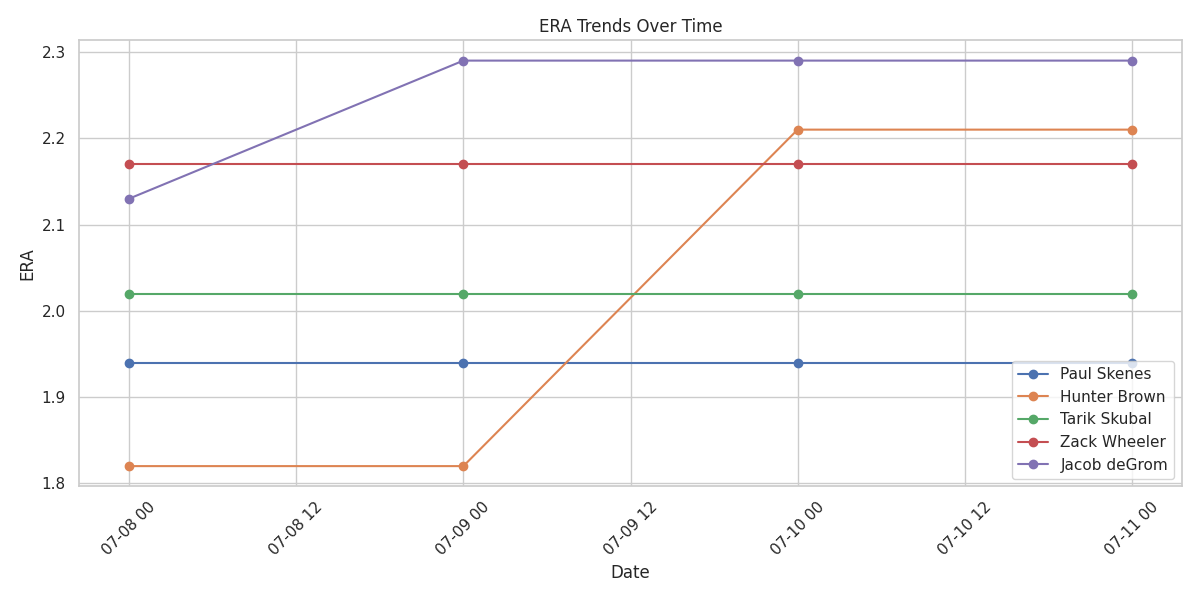 ERA Trends Over Time
ERA
2.3
2.2
2.1
2.0
1.9
1.8
Paul Skenes
Hunter Brown
Tarik Skubal
Zack Wheeler
Jacob deGrom
07-08 00
07-08 12
07-09 00
07-09 12
07-10 00
07-10 12
07-11 00
Date